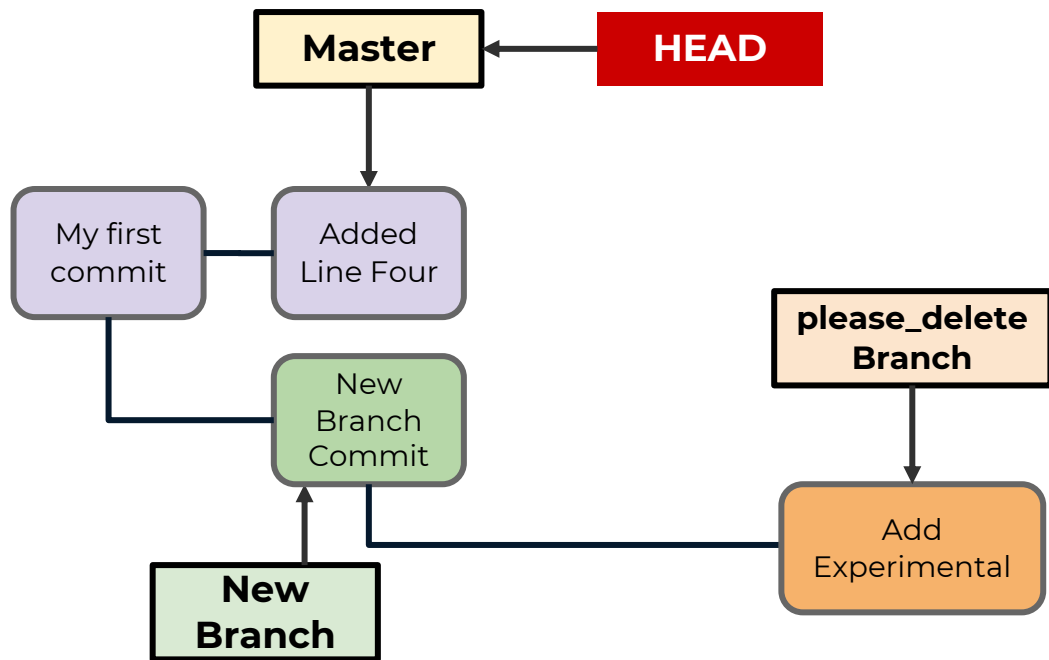 Master
HEAD
My first
commit
Added
Line Four
please_delete
Branch
New
Branch
Commit
Add
Experimental
New
Branch